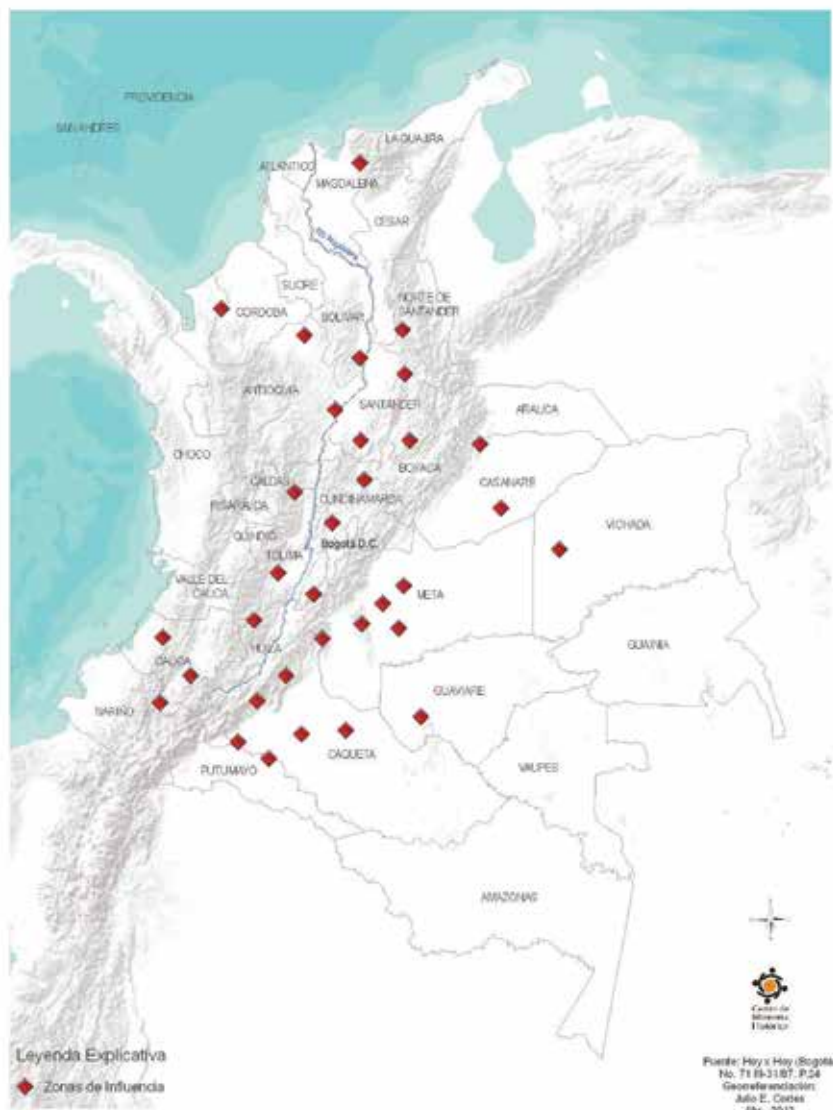 PROVIDENCIA
SAN ANDRES
LA GUAJIRA
ATLANTICO
MAGDALENA
CESAR
SUCRE
CORDOBA
BOLIVAR
NORTE DE
SANTANDER
ANTIOQUIA
SANTANDER
ARAUCA
CHOCO
BOYACA
CALDAS
CASANARE
RISARALDA
CUNDINAMARCA
VICHADA
QUINDIO
Bogotá D.C.
TOLIMA
VALLE DEL
CAUCA
META
GUAINIA
HUILA
CAUCA
GUAVIARE
NARIÑO
CAQUETA
VAUPES
PUTUMAYO
AMAZONAS
Centro de
Memoria
Histórica
Leyenda Explicativa
Zonas de Influencia
Fuente: Hoy x Hoy (Bogotá)
Georeferenciación:
Julio E. Cortes